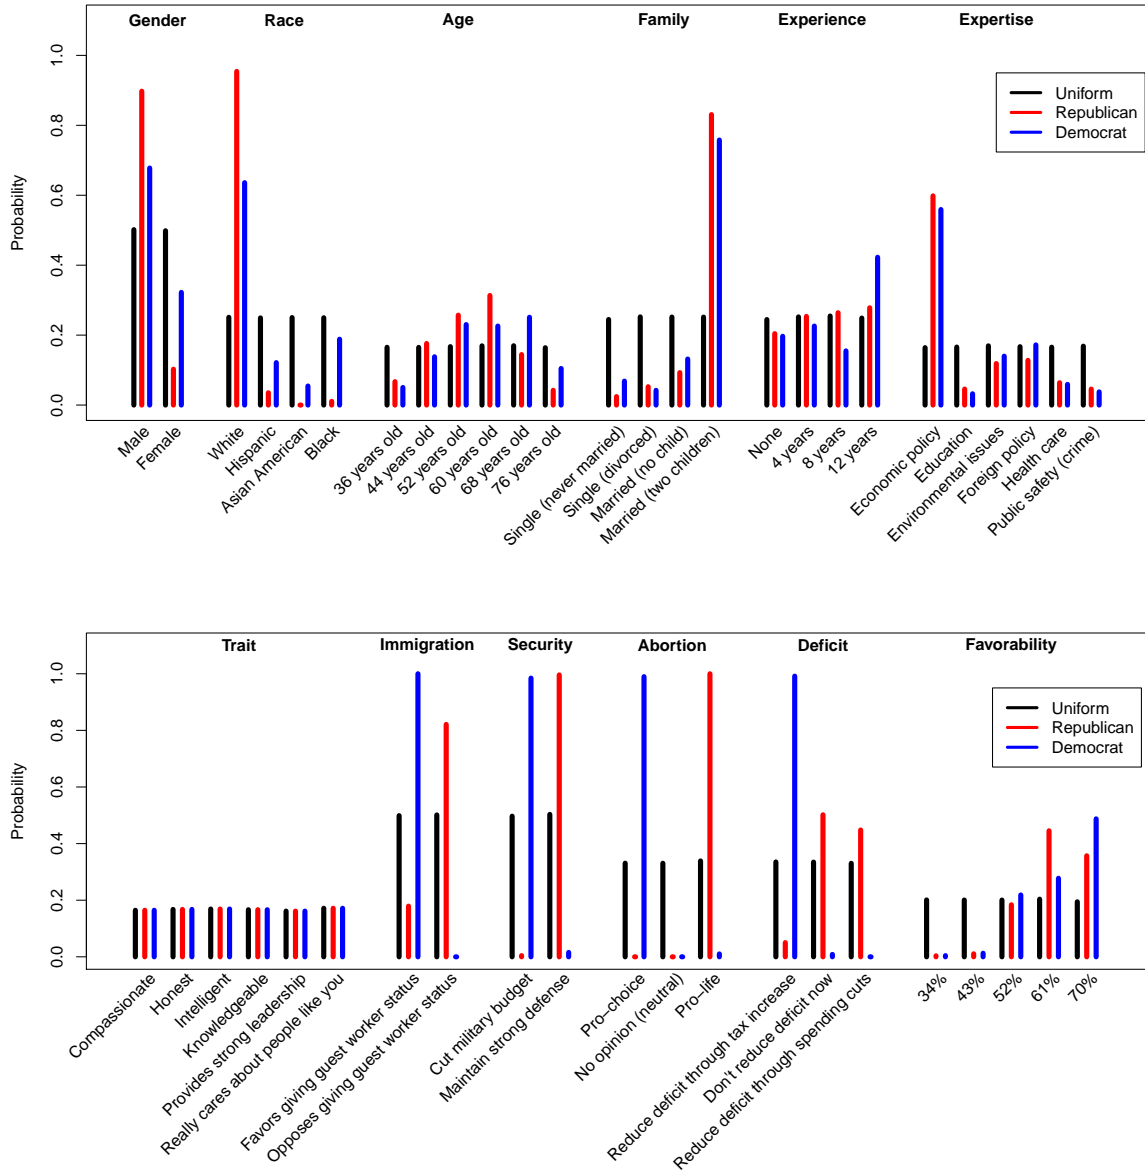 Gender Race Age Family Experience Expertise
Probability
0.0 0.2 0.4 0.6 0.8 1.0
Uniform
Republican
Democrat
Male
Female
White
Hispanic
Asian American
Black
36 years old
44 years old
52 years old
60 years old
68 years old
76 years old
Single (never married)
Single (divorced)
Married (no child)
Married (two children)
None
4 years
8 years
12 years
Economic policy
Education
Environmental issues
Foreign policy
Health care
Public safety (crime)
Trait Immigration Security Abortion Deficit Favorability
Probability
0.0 0.2 0.4 0.6 0.8 1.0
Uniform
Republican
Democrat
Compassionate
Honest
Intelligent
Knowledgeable
Provides strong leadership
Really cares about people like you
Favors giving guest worker status
Opposes giving guest worker status
Cut military budget
Maintain strong defense
Pro−choice
No opinion (neutral)
Pro−life
Reduce deficit through tax increase
Don't reduce deficit now
Reduce deficit through spending cuts
34%
43%
52%
61%
70%